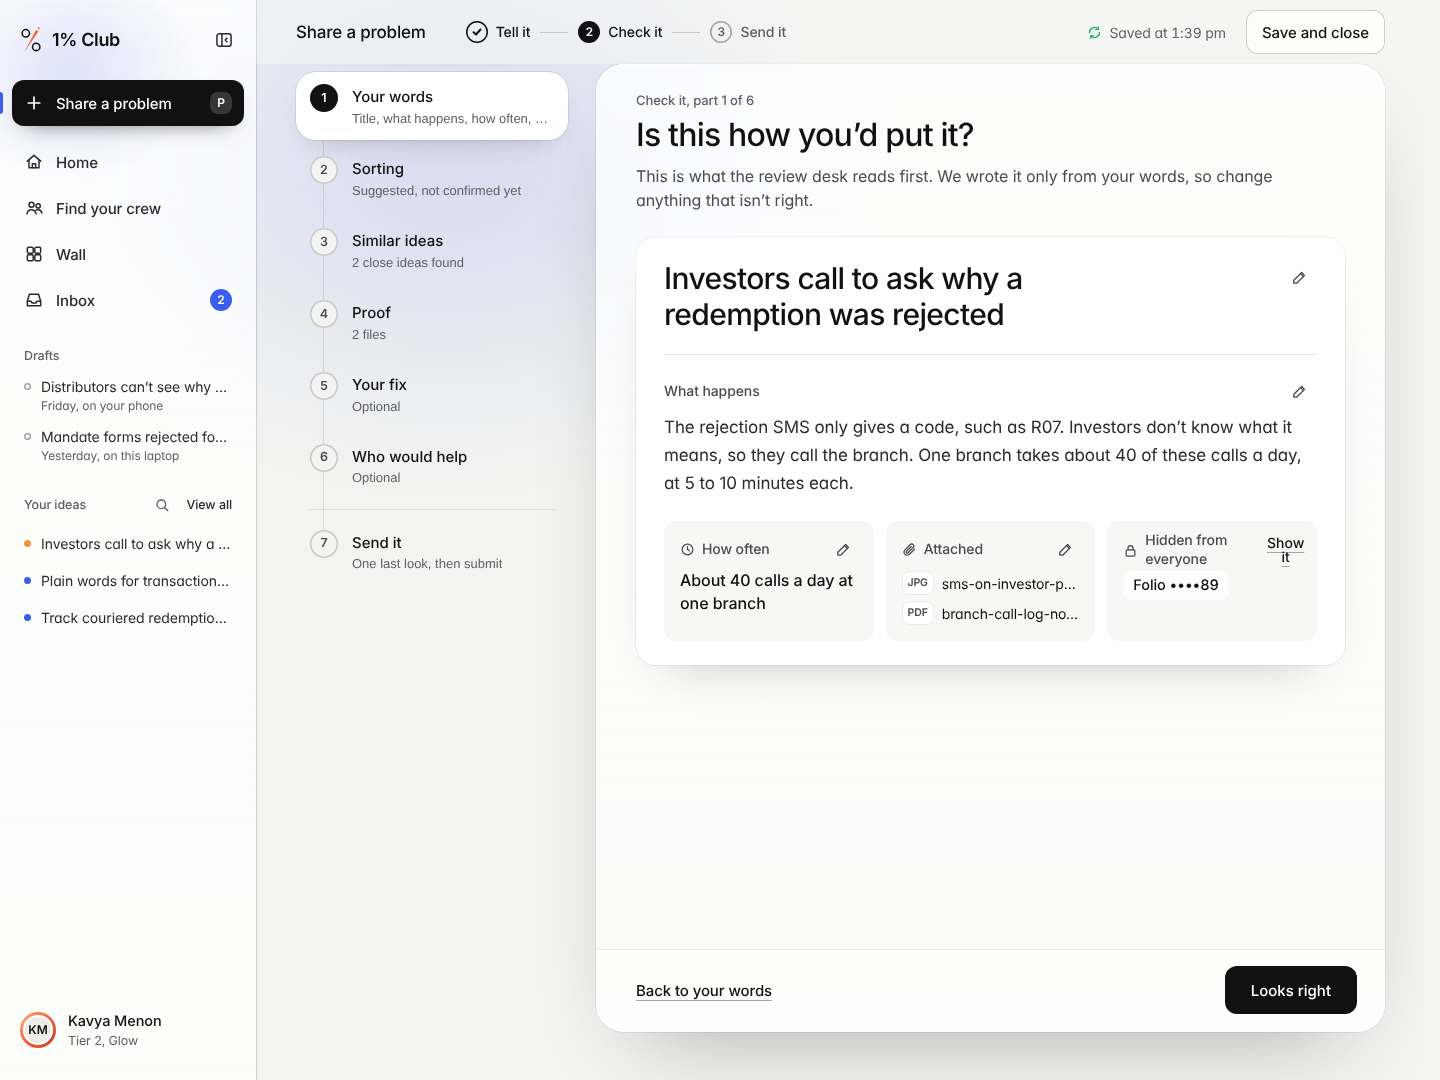 1% Club
Share a problem P
Home
Find your crew
Wall
Inbox 2
Drafts
Distributors can’t see why ...
Friday, on your phone
Mandate forms rejected fo...
Yesterday, on this laptop
Your ideas View all
Investors call to ask why a ...
Plain words for transaction...
Track couriered redemptio...
KM
Kavya Menon
Tier 2, Glow
Share a problem Tell it 2 Check it 3 Send it
Saved at 1:39 pm Save and close
1 Your words
Title, what happens, how often, ...
2 Sorting
Suggested, not confirmed yet
3 Similar ideas
2 close ideas found
4 Proof
2 files
5 Your fix
Optional
6 Who would help
Optional
7 Send it
One last look, then submit
Check it, part 1 of 6
Is this how you’d put it?
This is what the review desk reads first. We wrote it only from your words, so change
anything that isn’t right.
Investors call to ask why a
redemption was rejected
What happens
The rejection SMS only gives a code, such as R07. Investors don’t know what it
means, so they call the branch. One branch takes about 40 of these calls a day,
at 5 to 10 minutes each.
How often
About 40 calls a day at
one branch
Attached
JPG sms-on-investor-p...
PDF branch-call-log-no...
Hidden from
everyone
Show
it
Folio ••••89
Back to your words
Looks right